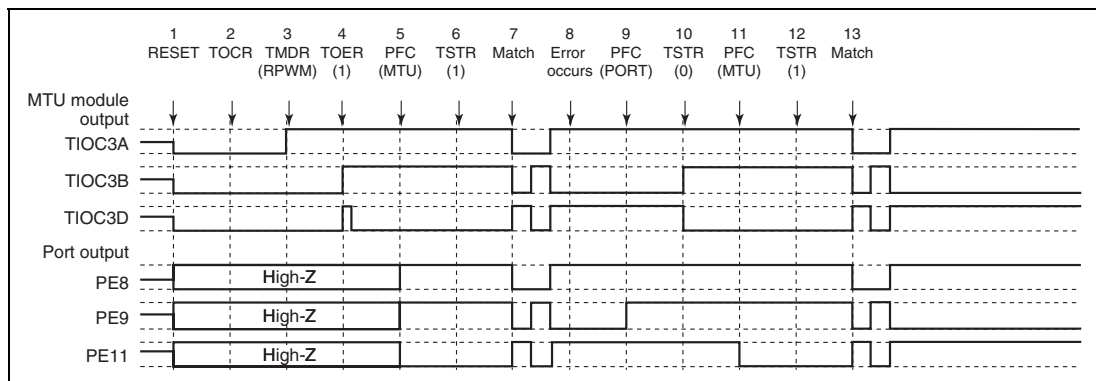 1 2 3 4 5 6 7 8 9 10 11 12 13
RESET TOCR TMDR TOER PFC TSTR Match Error PFC TSTR PFC TSTR Match
(RPWM) (1) (MTU) (1) occurs (PORT) (0) (MTU) (1)
MTU module
output
TIOC3A
TIOC3B
TIOC3D
Port output
PE8 High-Z
PE9 High-Z
PE11 High-Z